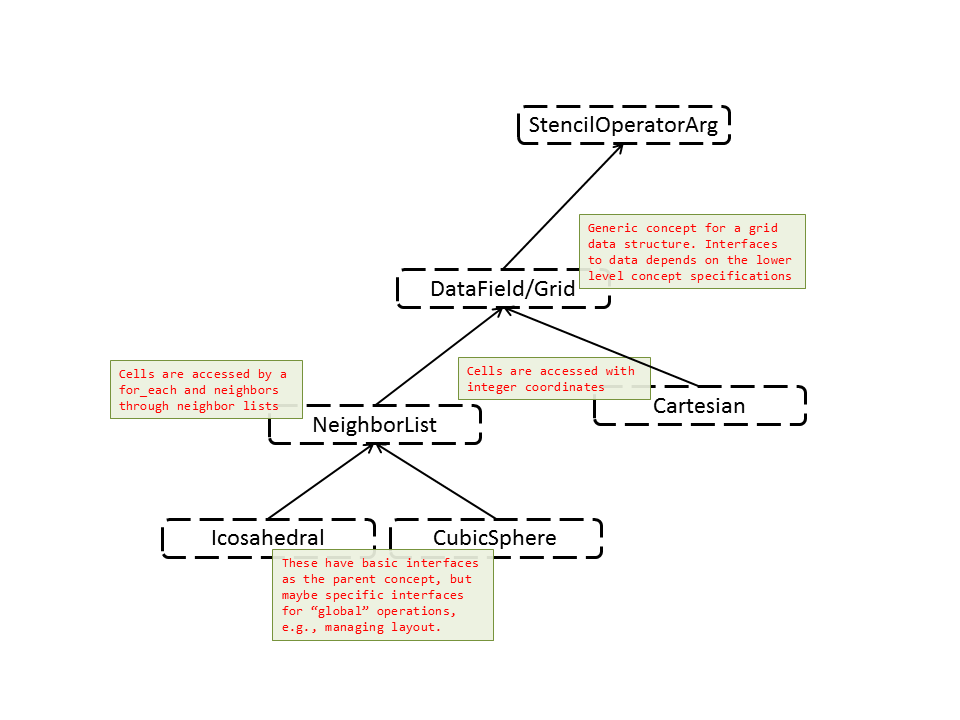 StencilOperatorArg
Generic concept for a grid
data structure. Interfaces
to data depends on the lower
level concept specifications
DataField/Grid
Cells are accessed by a
for_each and neighbors
through neighbor lists
Cells are accessed with
integer coordinates
Cartesian
NeighborList
Icosahedral
CubicSphere
These have basic interfaces
as the parent concept, but
maybe specific interfaces
for “global” operations,
e.g., managing layout.